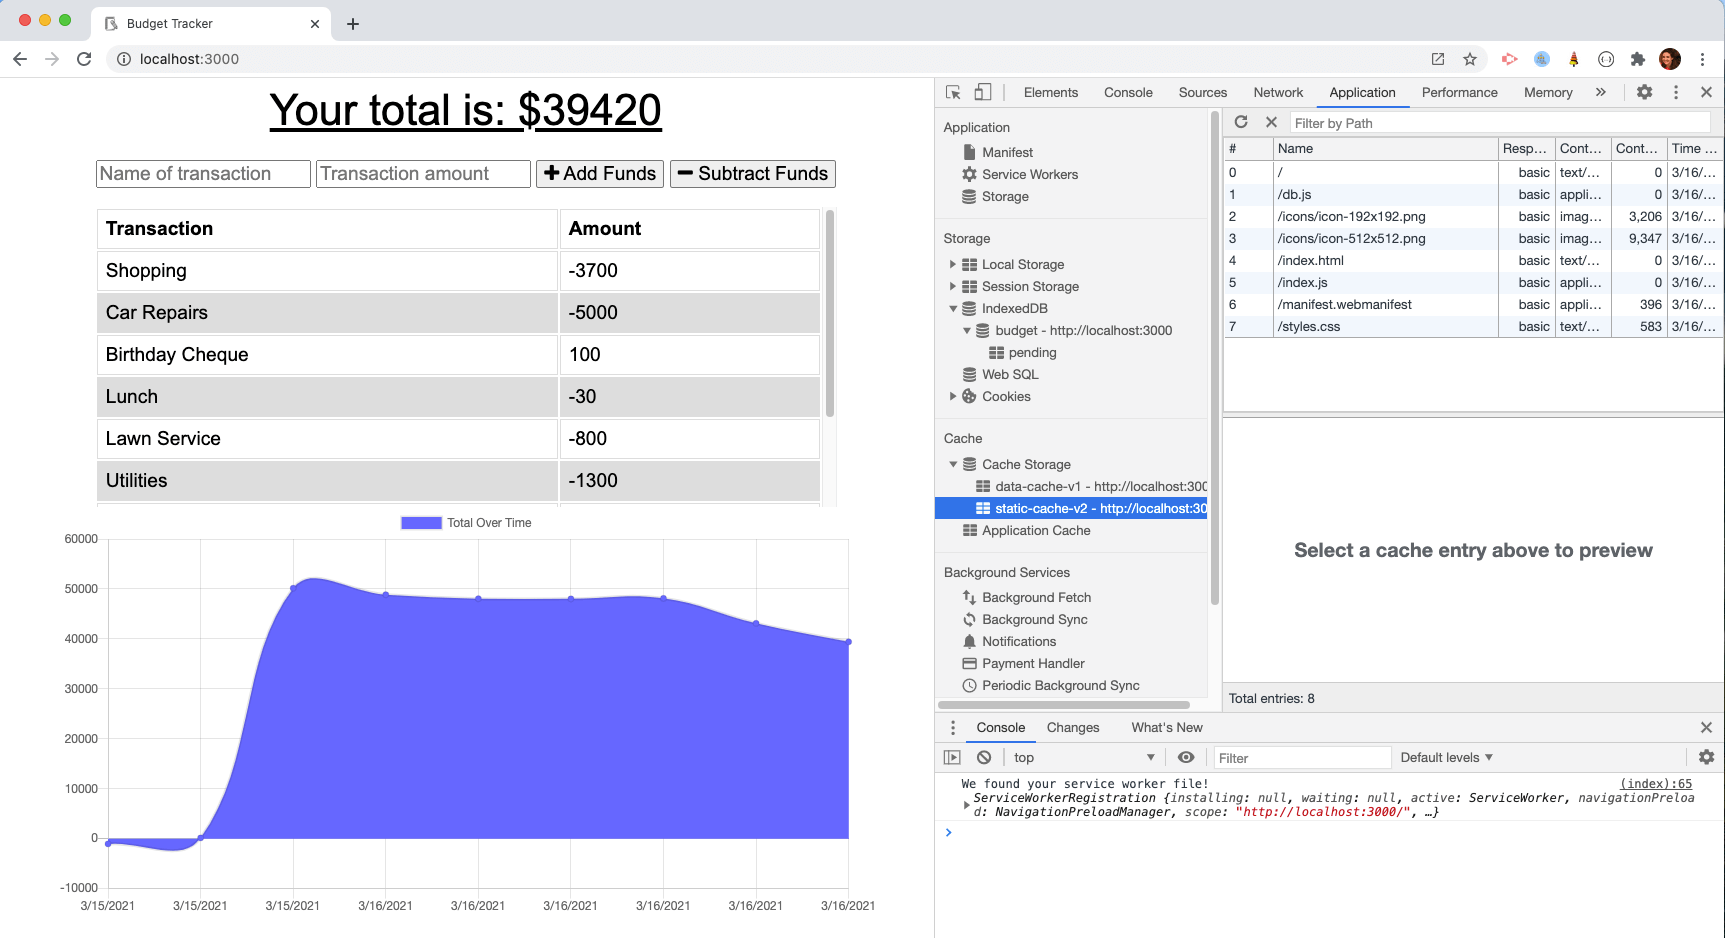 Budget Tracker
localhost:3000
Your total is: $39420
Name of transaction Transaction amount Add Funds Subtract Funds
Transaction Amount
Shopping -3700
Car Repairs -5000
Birthday Cheque 100
Lunch -30
Lawn Service -800
Utilities -1300
Total Over Time
60000
50000
40000
30000
20000
10000
0
-10000
3/15/2021 3/15/2021 3/15/2021 3/16/2021 3/16/2021 3/16/2021 3/16/2021 3/16/2021 3/16/2021
Elements Console Sources Network Application Performance Memory »
Application
Manifest
Service Workers
Storage
Storage
Local Storage
Session Storage
IndexedDB
budget - http://localhost:3000
pending
Web SQL
Cookies
Cache
Cache Storage
data-cache-v1 - http://localhost:300
static-cache-v2 - http://localhost:30
Application Cache
Background Services
Background Fetch
Background Sync
Notifications
Payment Handler
Periodic Background Sync
Filter by Path
# Name Resp... Cont... Cont... Time ...
0 / basic text/... 0 3/16/...
1 /db.js basic appli... 0 3/16/...
2 /icons/icon-192x192.png basic imag... 3,206 3/16/...
3 /icons/icon-512x512.png basic imag... 9,347 3/16/...
4 /index.html basic text/... 0 3/16/...
5 /index.js basic appli... 0 3/16/...
6 /manifest.webmanifest basic appli... 396 3/16/...
7 /styles.css basic text/... 583 3/16/...
Select a cache entry above to preview
Total entries: 8
Console Changes What's New
top Filter Default levels
We found your service worker file! (index):65
ServiceWorkerRegistration {installing: null, waiting: null, active: ServiceWorker, navigationPreloa
d: NavigationPreloadManager, scope: "http://localhost:3000/", …}